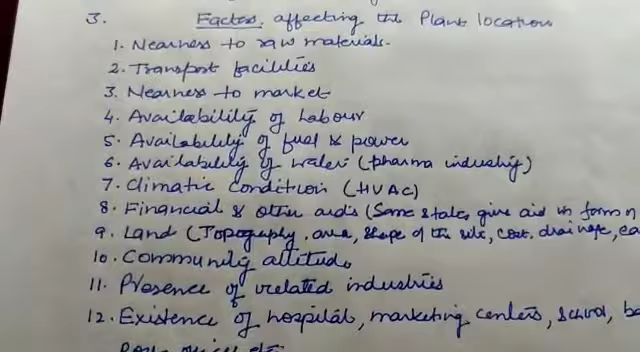 3. Factors affecting the Plant location
1. Nearness to raw materials.
2. Transport facilities
3. Nearness to market
4. Availability of Labour
5. Availability of fuel & power
6. Availability of water (pharma industry)
7. Climatic condition (HVAC)
8. Financial & other aids (Some states give aid in form
9. Land (Topography, area, shape of the site, cost, drainage,
10. Community attitude
11. Presence of related industries
12. Existence of hospital, marketing centers, school,